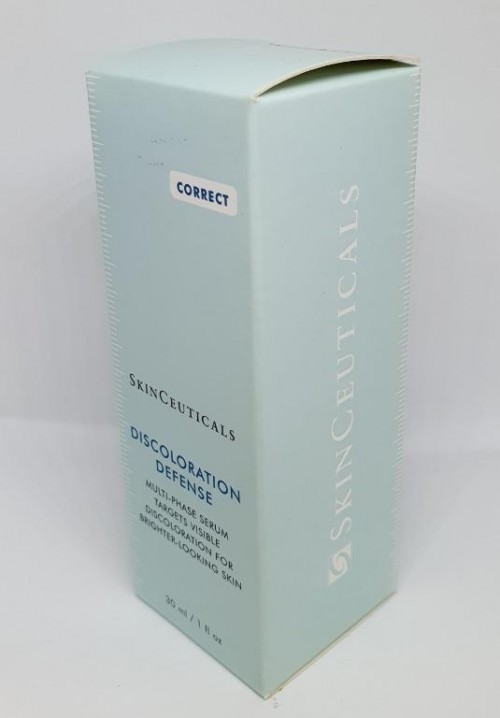 CORRECT
SKINCEUTICALS
DISCOLORATION
DEFENSE
MULTI-PHASE SERUM
TARGETS VISIBLE
DISCOLORATION FOR
BRIGHTER-LOOKING SKIN
30 ml / 1 fl oz
SKINCEUTICALS